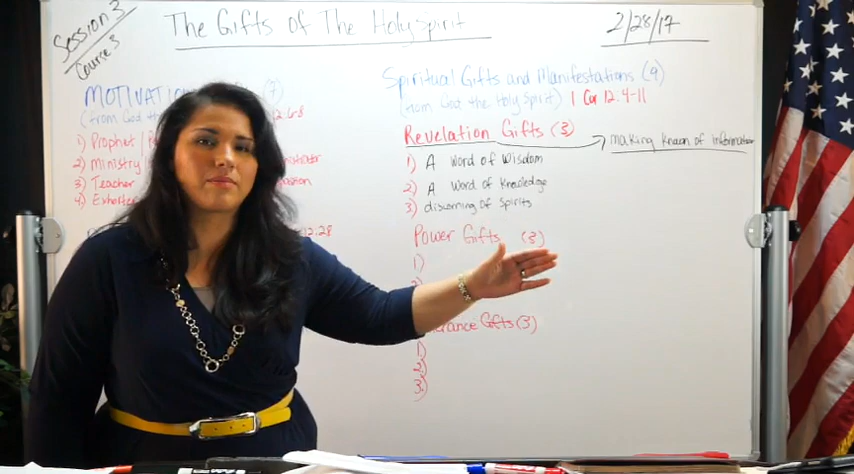 Session 3
Course 3
The Gifts of The Holy Spirit
2/28/17
MOTIVATIO (7)
(from God 12.6-8
1) Prophet / P
2) Ministry /
3) Teacher
4) Exhorter
12.28
Spiritual Gifts and Manifestations (9)
(from God the Holy Spirit) 1 Cor 12:4-11
Revelation Gifts (3)
making known of information
1) A Word of Wisdom
2) A Word of Knowledge
3) discerning of Spirits
Power Gifts (3)
1)
2
erance Gifts (3)
1)
2)
3)